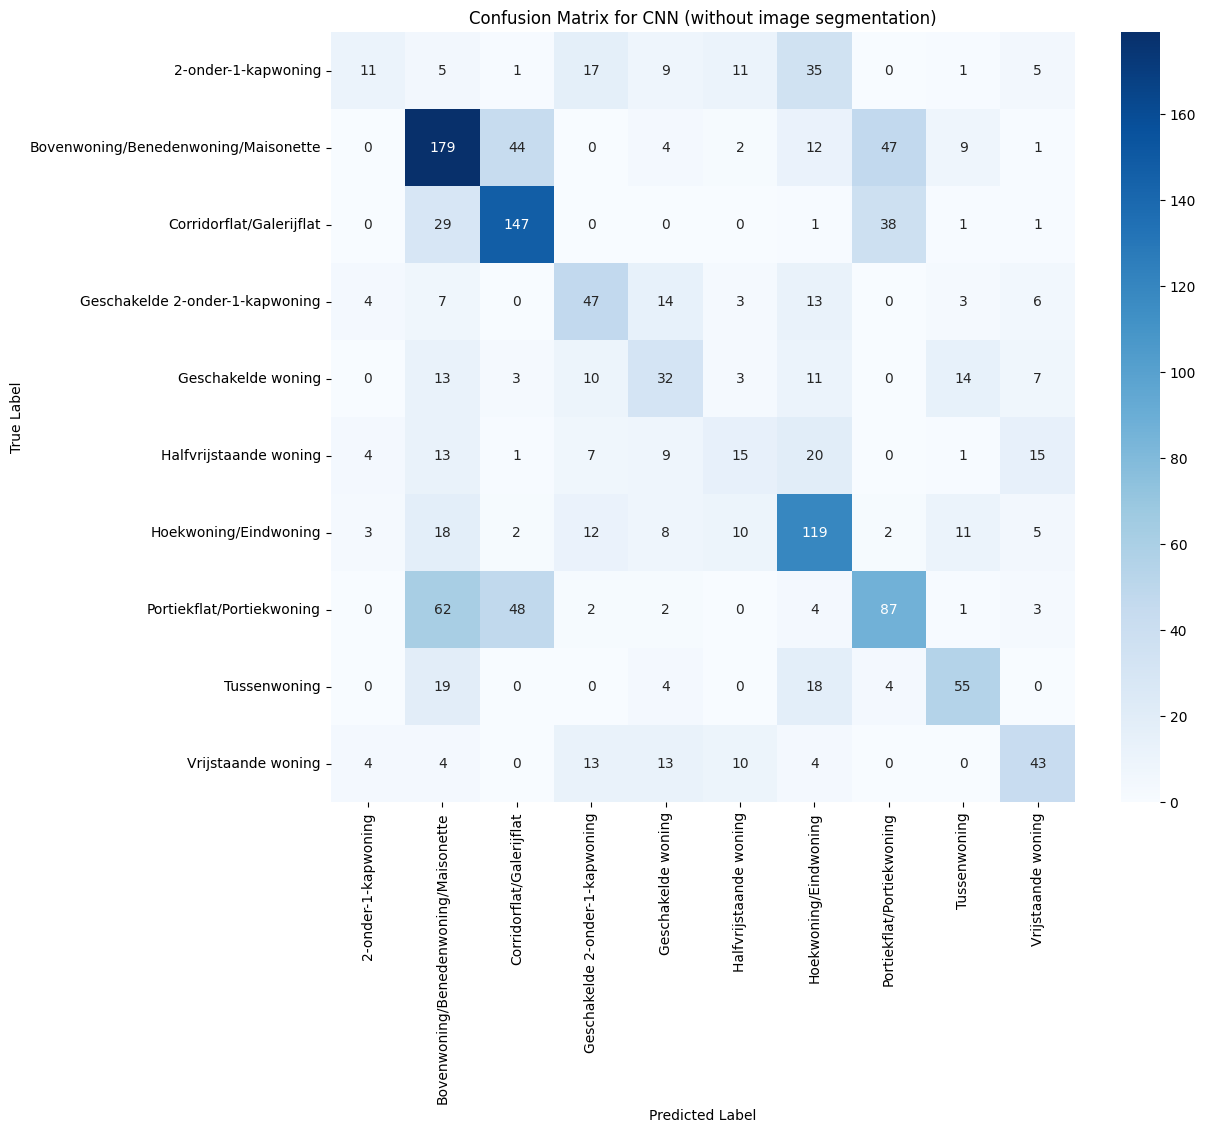 Confusion Matrix for CNN (without image segmentation)
2-onder-1-kapwoning 11 5 1 17 9 11 35 0 1 5
Bovenwoning/Benedenwoning/Maisonette 0 179 44 0 4 2 12 47 9 1
Corridorflat/Galerijflat 0 29 147 0 0 0 1 38 1 1
Geschakelde 2-onder-1-kapwoning 4 7 0 47 14 3 13 0 3 6
Geschakelde woning 0 13 3 10 32 3 11 0 14 7
Halfvrijstaande woning 4 13 1 7 9 15 20 0 1 15
Hoekwoning/Eindwoning 3 18 2 12 8 10 119 2 11 5
Portiekflat/Portiekwoning 0 62 48 2 2 0 4 87 1 3
Tussenwoning 0 19 0 0 4 0 18 4 55 0
Vrijstaande woning 4 4 0 13 13 10 4 0 0 43
True Label
2-onder-1-kapwoning
Bovenwoning/Benedenwoning/Maisonette
Corridorflat/Galerijflat
Geschakelde 2-onder-1-kapwoning
Geschakelde woning
Halfvrijstaande woning
Hoekwoning/Eindwoning
Portiekflat/Portiekwoning
Tussenwoning
Vrijstaande woning
Predicted Label
160
140
120
100
80
60
40
20
0